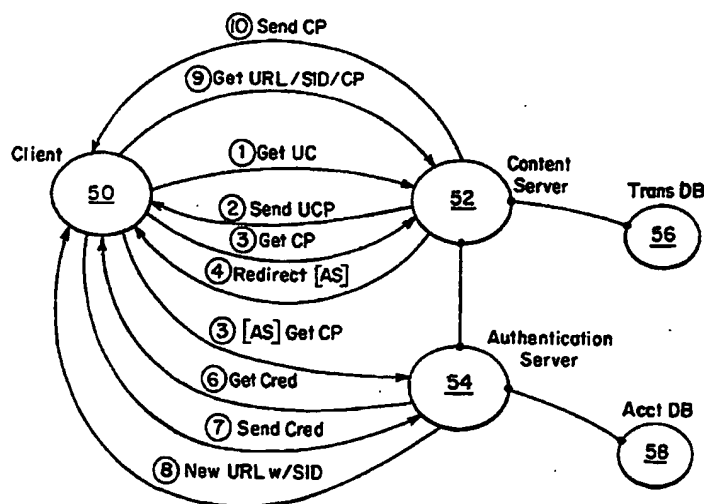 ⑩ Send CP
⑨ Get URL/SID/CP
Client
① Get UC
Content
Server
Trans DB
50
52
② Send UCP
③ Get CP
56
④ Redirect [AS]
③ [AS] Get CP
Authentication
Server
⑥ Get Cred
54
Acct DB
⑦ Send Cred
58
⑧ New URL w/SID